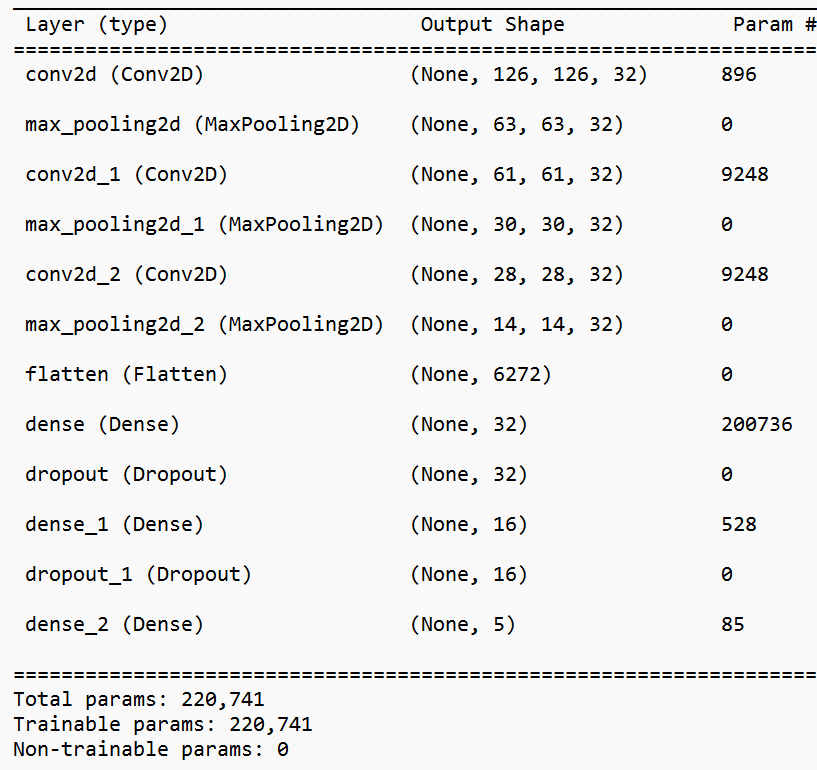 Layer (type) Output Shape Param #
conv2d (Conv2D) (None, 126, 126, 32) 896
max_pooling2d (MaxPooling2D) (None, 63, 63, 32) 0
conv2d_1 (Conv2D) (None, 61, 61, 32) 9248
max_pooling2d_1 (MaxPooling2D) (None, 30, 30, 32) 0
conv2d_2 (Conv2D) (None, 28, 28, 32) 9248
max_pooling2d_2 (MaxPooling2D) (None, 14, 14, 32) 0
flatten (Flatten) (None, 6272) 0
dense (Dense) (None, 32) 200736
dropout (Dropout) (None, 32) 0
dense_1 (Dense) (None, 16) 528
dropout_1 (Dropout) (None, 16) 0
dense_2 (Dense) (None, 5) 85
Total params: 220,741
Trainable params: 220,741
Non-trainable params: 0